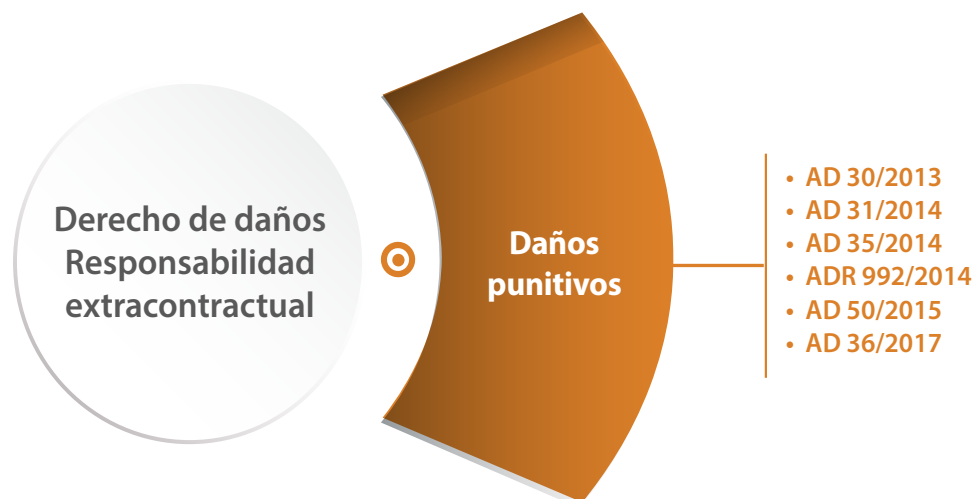 Derecho de daños
Responsabilidad
extracontractual
Daños
punitivos
• AD 30/2013
• AD 31/2014
• AD 35/2014
• ADR 992/2014
• AD 50/2015
• AD 36/2017